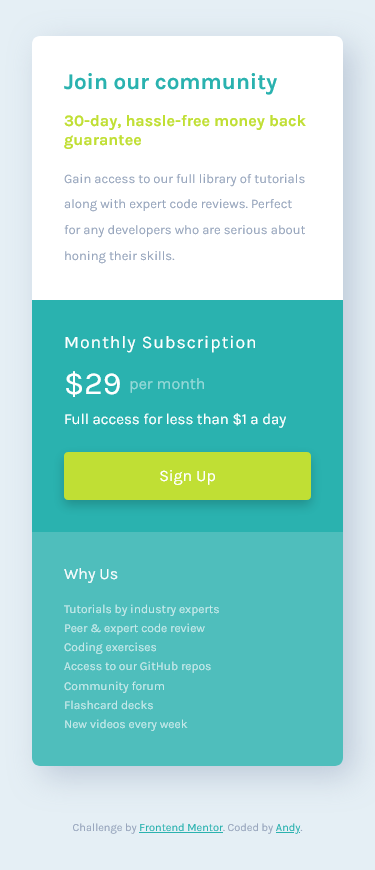 Join our community
30-day, hassle-free money back
guarantee
Gain access to our full library of tutorials
along with expert code reviews. Perfect
for any developers who are serious about
honing their skills.
Monthly Subscription
$29 per month
Full access for less than $1 a day
Sign Up
Why Us
Tutorials by industry experts
Peer & expert code review
Coding exercises
Access to our GitHub repos
Community forum
Flashcard decks
New videos every week
Challenge by Frontend Mentor. Coded by Andy.